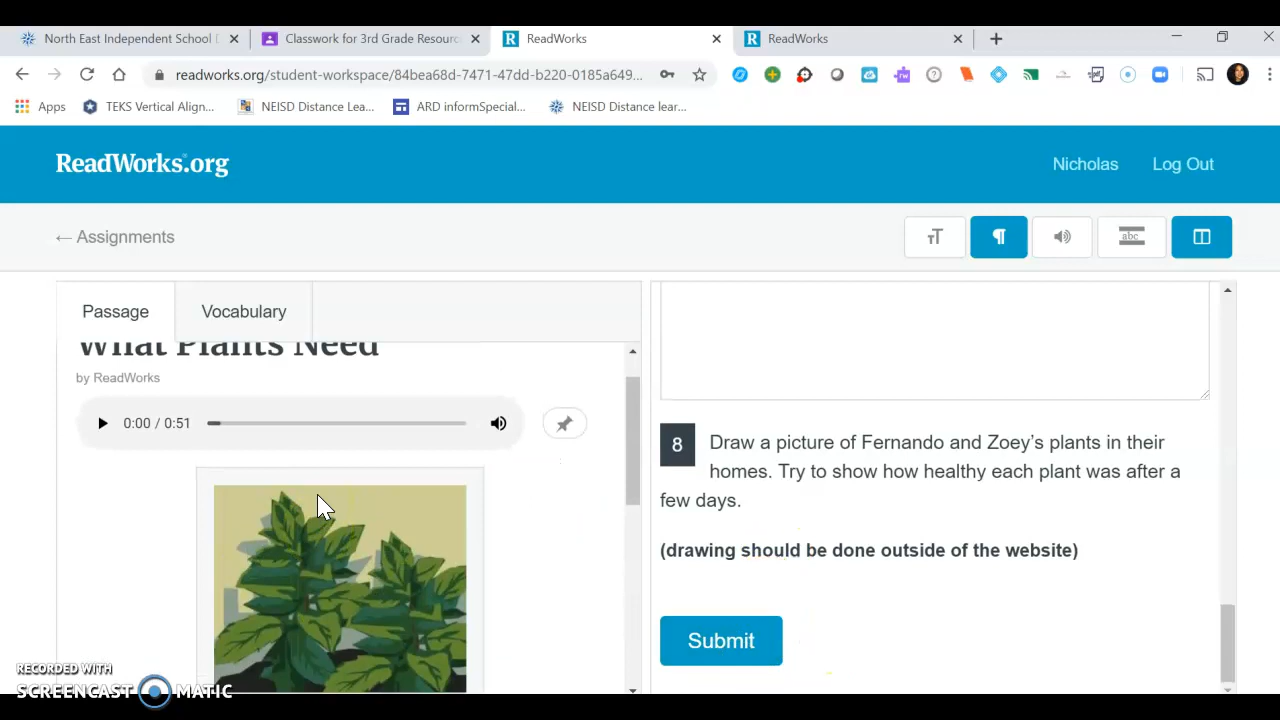 North East Independent School D
Classwork for 3rd Grade Resourc
ReadWorks
ReadWorks
readworks.org/student-workspace/84bea68d-7471-47dd-b220-0185a649...
Apps
TEKS Vertical Align...
NEISD Distance Lea...
ARD informSpecial...
NEISD Distance lear...
ReadWorks.org
Nicholas
Log Out
← Assignments
abc
Passage
Vocabulary
What Plants Need
by ReadWorks
0:00 / 0:51
8 Draw a picture of Fernando and Zoey's plants in their
homes. Try to show how healthy each plant was after a
few days.
(drawing should be done outside of the website)
Submit
RECORDED WITH
SCREENCAST MATIC